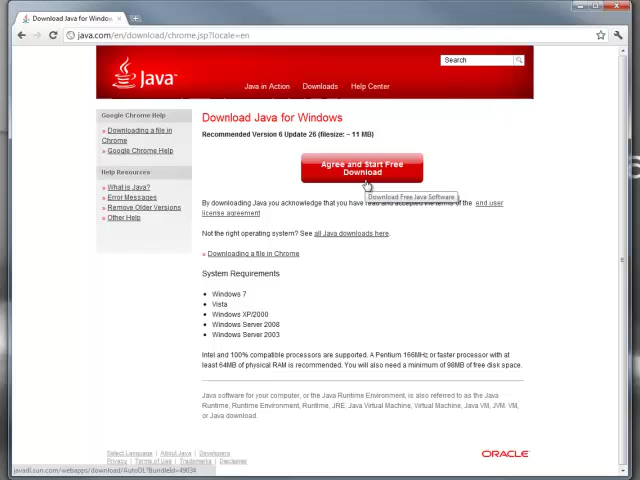 Download Java for Window
java.com/en/download/chrome.jsp?locale=en
Search
Java
Java in Action
Downloads
Help Center
Google Chrome Help
» Downloading a file in
Chrome
» Google Chrome Help
Help Resources
» What is Java?
» Error Messages
» Remove Older Versions
» Other Help
Download Java for Windows
Recommended Version 6 Update 26 (filesize: ~ 11 MB)
Agree and Start Free
Download
Download Free Java Software
By downloading Java you acknowledge that you have read and accepted the terms of the end user
license agreement
Not the right operating system? See all Java downloads here.
» Downloading a file in Chrome
System Requirements
• Windows 7
• Vista
• Windows XP/2000
• Windows Server 2008
• Windows Server 2003
Intel and 100% compatible processors are supported. A Pentium 166MHz or faster processor with at
least 64MB of physical RAM is recommended. You will also need a minimum of 98MB of free disk space.
Java software for your computer, or the Java Runtime Environment, is also referred to as the Java
Runtime, Runtime Environment, Runtime, JRE, Java Virtual Machine, Virtual Machine, Java VM, JVM, VM,
or Java download.
Select Language | About Java | Developers
Privacy | Terms of Use | Trademarks | Disclaimer
ORACLE
javadl.sun.com/webapps/download/AutoDL?BundleId=49034